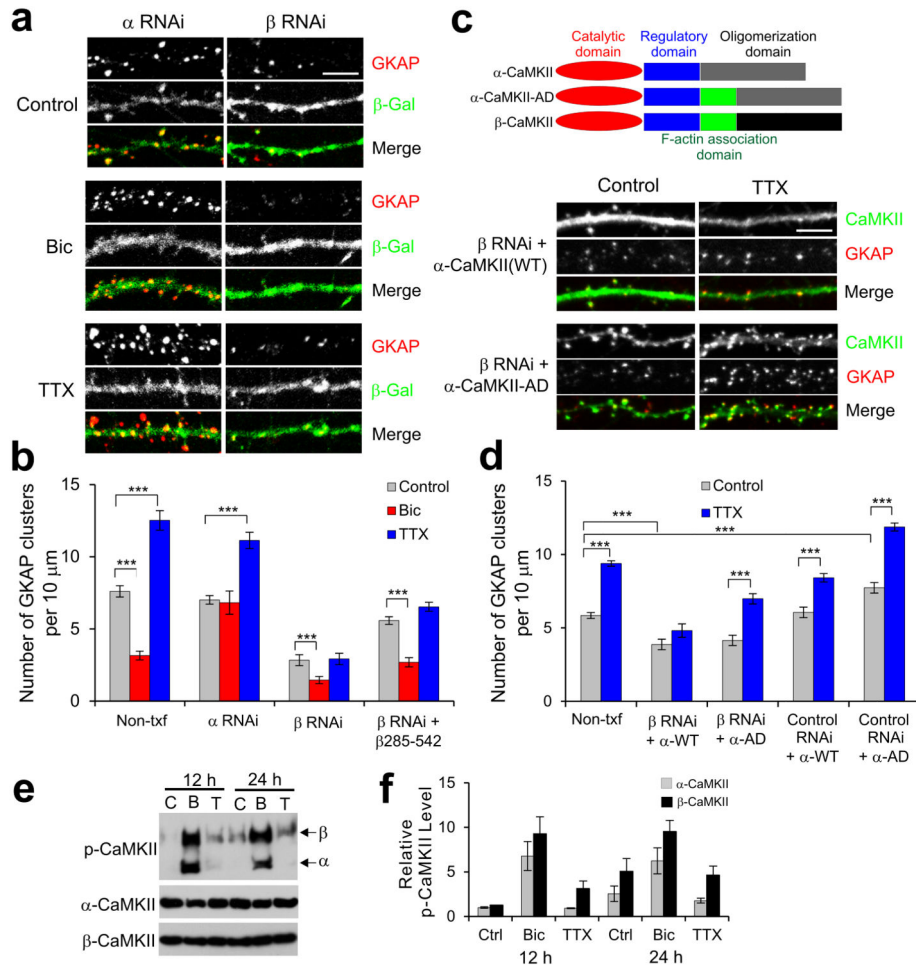 a
α RNAi β RNAi
Control
GKAP
β-Gal
Merge
Bic
GKAP
β-Gal
Merge
TTX
GKAP
β-Gal
Merge
b
Number of GKAP clusters
per 10 μm
15
10
5
0
Control
Bic
TTX
***
***
***
***
***
Non-txf
α RNAi
β RNAi
β RNAi +
β285-542
c
Catalytic
domain
Regulatory
domain
Oligomerization
domain
α-CaMKII
α-CaMKII-AD
β-CaMKII
F-actin association
domain
Control TTX
β RNAi +
α-CaMKII(WT)
CaMKII
GKAP
Merge
β RNAi +
α-CaMKII-AD
CaMKII
GKAP
Merge
d
Number of GKAP clusters
per 10 μm
15
10
5
0
Control
TTX
***
***
***
***
***
***
Non-txf
β RNAi
+ α-WT
β RNAi
+ α-AD
Control
RNAi
+ α-WT
Control
RNAi
+ α-AD
e
12 h 24 h
C B T C B T
p-CaMKII
β
α
α-CaMKII
β-CaMKII
f
Relative
p-CaMKII Level
15
10
5
0
α-CaMKII
β-CaMKII
Ctrl Bic TTX Ctrl Bic TTX
12 h 24 h